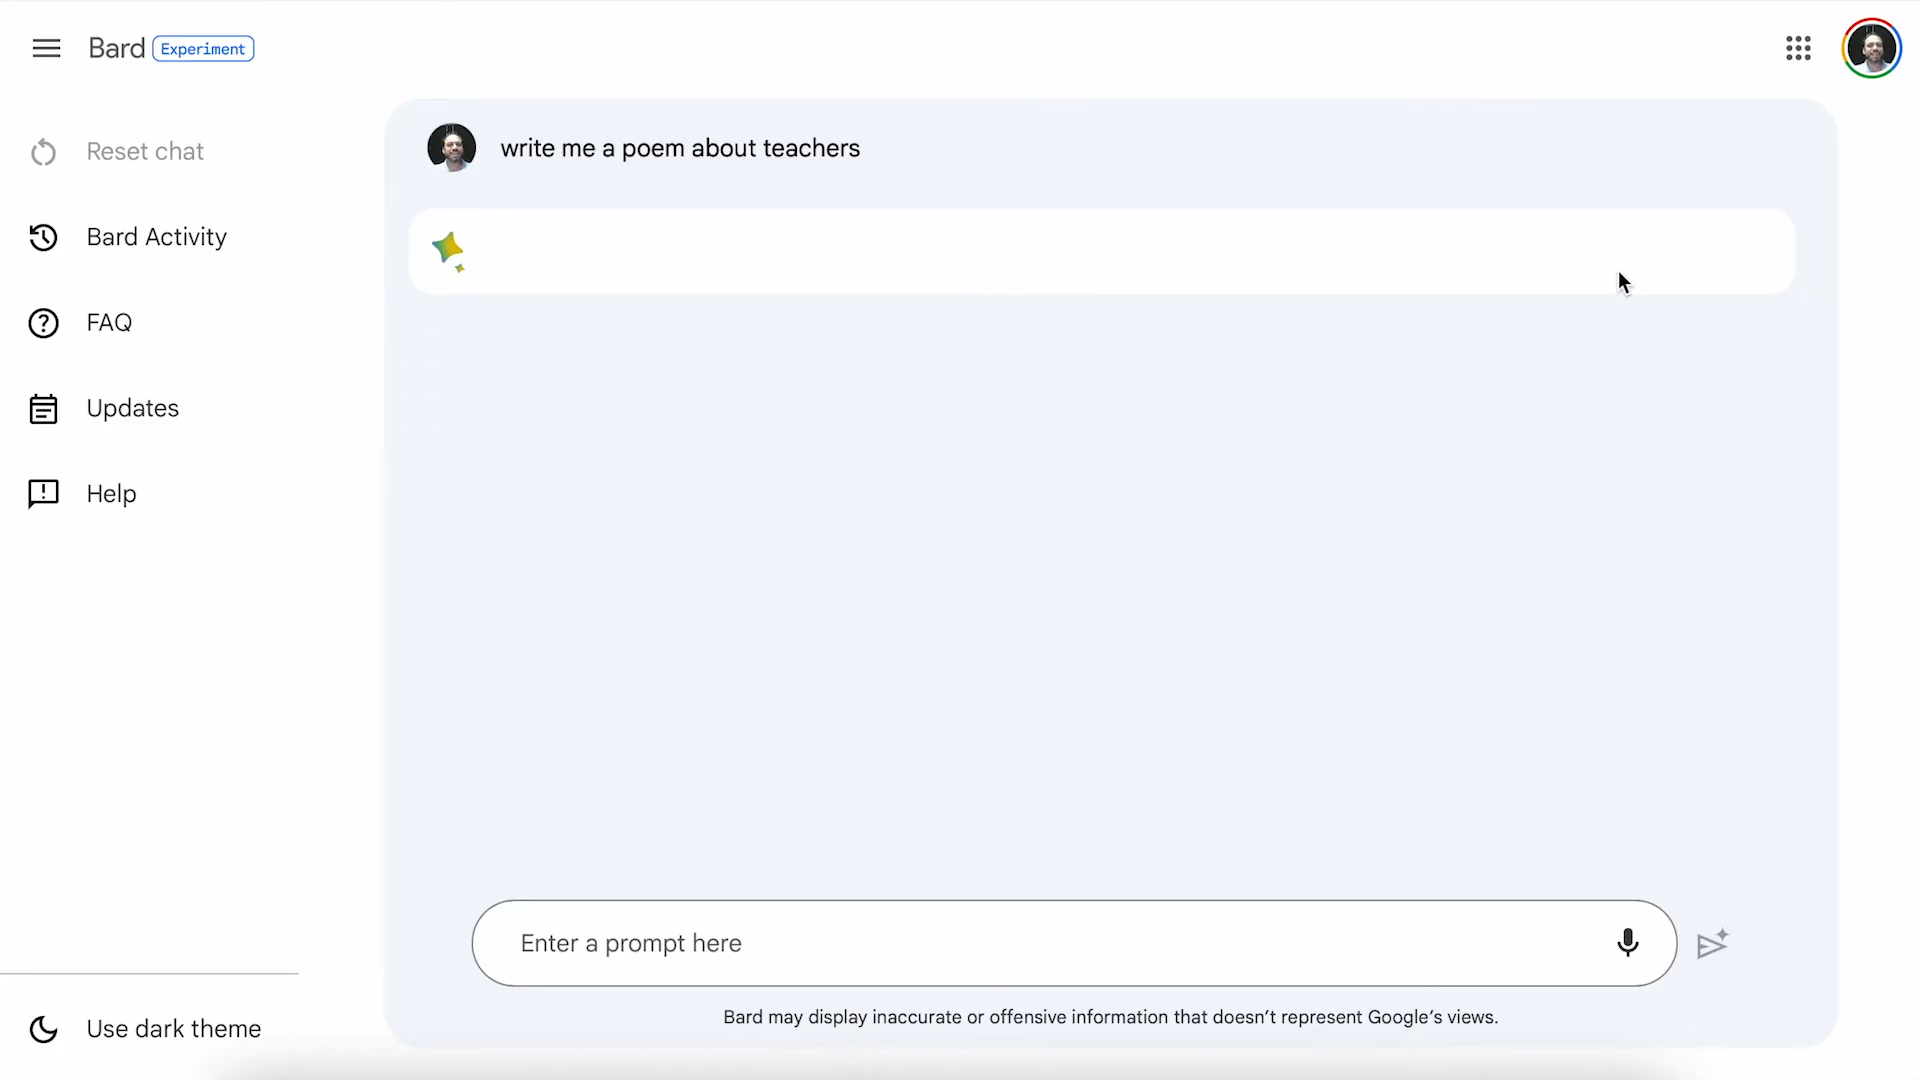 Bard Experiment
Reset chat
Bard Activity
FAQ
Updates
Help
Use dark theme
write me a poem about teachers
Enter a prompt here
Bard may display inaccurate or offensive information that doesn't represent Google's views.